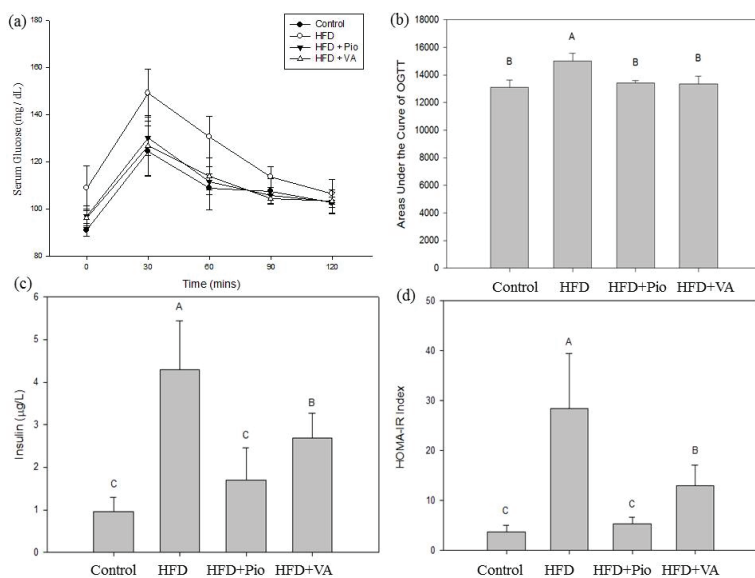 (a)
Control
HFD
HFD + Pio
HFD + VA
Serum Glucose (mg / dL)
180
160
140
120
100
80
0 30 60 90 120
Time (mins)
(b)
Areas Under the Curve of OGTT
18000
16000
14000
12000
10000
8000
6000
4000
2000
0
B A B B
Control HFD HFD+Pio HFD+VA
(c)
Insulin (μg/L)
6
5
4
3
2
1
0
C A C B
Control HFD HFD+Pio HFD+VA
(d)
HOMA-IR Index
50
40
30
20
10
0
C A C B
Control HFD HFD+Pio HFD+VA